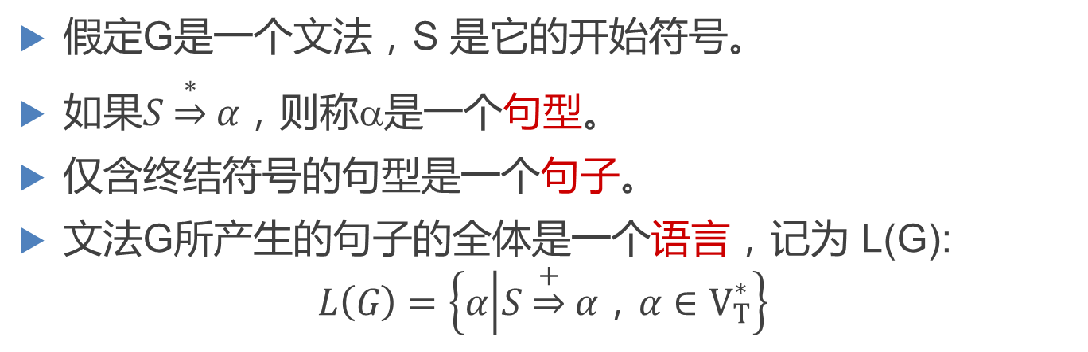 ▶ 假定G是一个文法，S 是它的开始符号。
▶ 如果$S \overset{*}{\Rightarrow} \alpha$，则称α是一个句型。
▶ 仅含终结符号的句型是一个句子。
▶ 文法G所产生的句子的全体是一个语言，记为 L(G):
$L(G) = \left\{ \alpha \middle| S \overset{+}{\Rightarrow} \alpha，\alpha \in \mathrm{V}_{\mathrm{T}}^{*} \right\}$